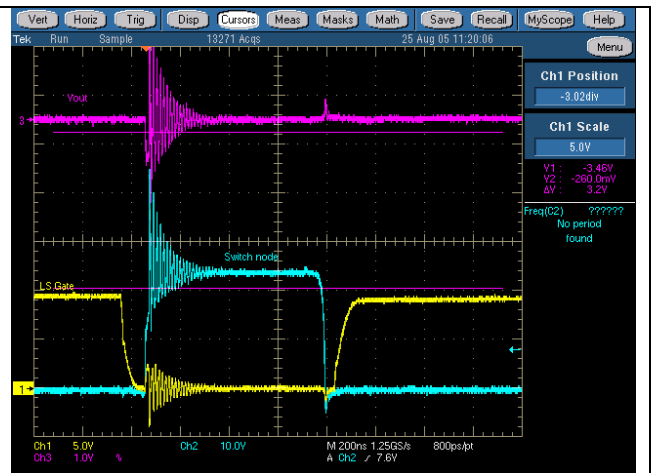 Vert Horiz Trig Disp Cursors Meas Masks Math Save Recall MyScope Help
Tek Run Sample 13271 Acqs 25 Aug 05 11:20:06
Menu
Ch1 Position
-3.02div
Ch1 Scale
5.0V
V1 : -3.46V
V2 : -260.0mV
ΔV : 3.2V
Freq(C2) ??????
No period
found
Vout
3
Switch node
LS Gate
1
Ch1 5.0V Ch2 10.0V M 200ns 1.25GS/s 800ps/pt
Ch3 1.0V A Ch2 7.6V